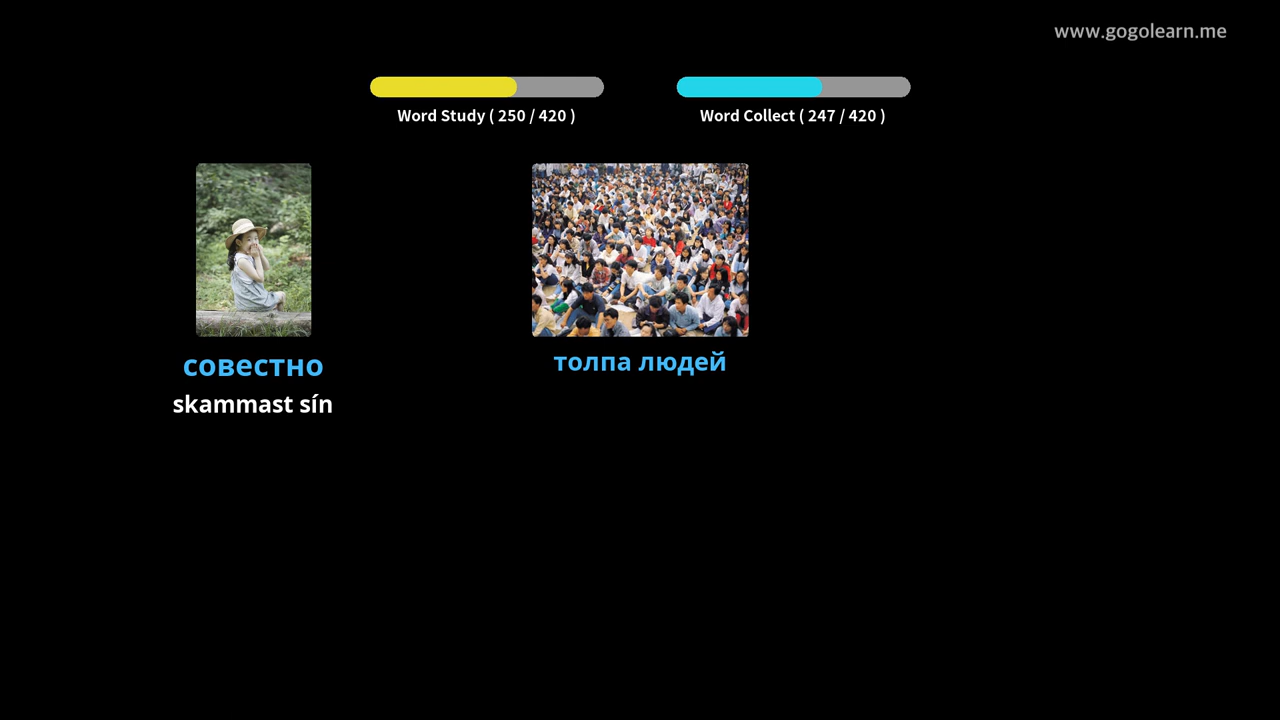 www.gogolearn.me
Word Study ( 250 / 420 )
Word Collect ( 247 / 420 )
совестно
skammast sín
толпа людей